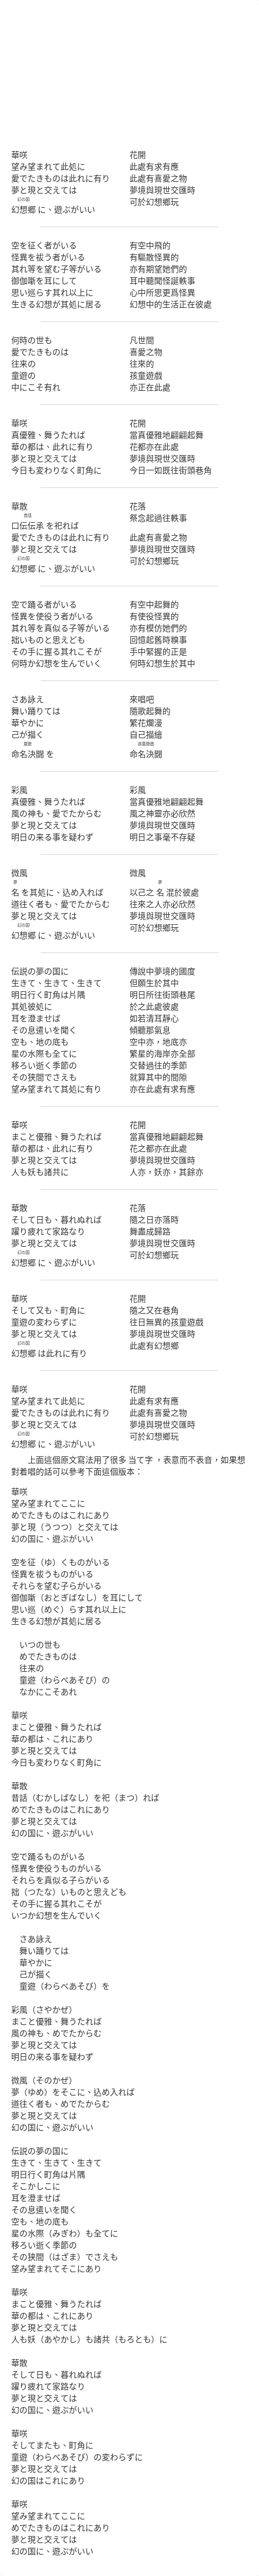 華咲
望み望まれて此処に
愛でたきものは此れに有り
夢と現と交えては
幻の国
幻想郷 に、遊ぶがいい
花開
此處有求有應
此處有喜愛之物
夢境與現世交匯時
可於幻想鄉玩
空を征く者がいる
怪異を祓う者がいる
其れ等を望む子等がいる
御伽噺を耳にして
思い巡らす其れ以上に
生きる幻想が其処に居る
有空中飛的
有驅散怪異的
亦有期望她們的
耳中聽聞怪誕軼事
心中所思更爲怪異
幻想中的生活正在彼處
何時の世も
愛でたきものは
往来の
童遊の
中にこそ有れ
凡世間
喜愛之物
往來的
孩童遊戲
亦正在此處
華咲
真優雅、舞うたれば
華の都は、此れに有り
夢と現と交えては
今日も変わりなく町角に
花開
當真優雅地翩翩起舞
花都亦在此處
夢境與現世交匯時
今日一如既往街頭巷角
華散
昔話
口伝伝承 を祀れば
愛でたきものは此れに有り
夢と現と交えては
幻の国
幻想郷 に、遊ぶがいい
花落
祭念起過往軼事
此處有喜愛之物
夢境與現世交匯時
可於幻想鄉玩
空で踊る者がいる
怪異を使役う者がいる
其れ等を真似る子等がいる
拙いものと思えども
その手に握る其れこそが
何時か幻想を生んでいく
有空中起舞的
有使役怪異的
亦有模仿她們的
回憶起舊時糗事
手中緊握的正是
何時幻想生於其中
さあ詠え
舞い踊りては
華やかに
己が描く
童遊
命名決闘 を
來唱吧
隨歌起舞的
繁花爛漫
自己描繪
孩童遊戲
命名決鬪
彩風
真優雅、舞うたれば
風の神も、愛でたからむ
夢と現と交えては
明日の来る事を疑わず
彩風
當真優雅地翩翩起舞
風之神靈亦必欣然
夢境與現世交匯時
明日之事毫不存疑
微風
夢
名 を其処に、込め入れば
道往く者も、愛でたからむ
夢と現と交えては
幻の国
幻想郷 に、遊ぶがいい
微風
夢
以己之 名 混於彼處
往來之人亦必欣然
夢境與現世交匯時
可於幻想鄉玩
伝説の夢の国に
生きて、生きて、生きて
明日行く町角は片隅
其処彼処に
耳を澄ませば
その息遣いを聞く
空も、地の底も
星の水際も全てに
移ろい逝く季節の
その狭間でさえも
望み望まれて其処に有り
傳說中夢境的國度
但願生於其中
明日所往街頭巷尾
於之此處彼處
如若清耳靜心
傾聽那氣息
空中亦，地底亦
繁星的海岸亦全部
交替過往的季節
就算其中的間隙
亦在此處有求有應
華咲
まこと優雅、舞うたれば
華の都は、此れに有り
夢と現と交えては
人も妖も諸共に
花開
當真優雅地翩翩起舞
花之都亦在此處
夢境與現世交匯時
人亦，妖亦，其餘亦
華散
そして日も、暮れぬれば
躍り疲れて家路なり
夢と現と交えては
幻の国
幻想郷 に、遊ぶがいい
花落
隨之日亦落時
舞盡成歸路
夢境與現世交匯時
可於幻想鄉玩
華咲
そして又も、町角に
童遊の変わらずに
夢と現と交えては
幻の国
幻想郷 は此れに有り
花開
隨之又在巷角
往日無異的孩童遊戲
夢境與現世交匯時
此處有幻想鄉
華咲
望み望まれて此処に
愛でたきものは此れに有り
夢と現と交えては
幻の国
幻想郷 に、遊ぶがいい
花開
此處有求有應
此處有喜愛之物
夢境與現世交匯時
可於幻想鄉玩
上面這個原文寫法用了很多 当て字 ，表意而不表音，如果想
對着唱的話可以參考下面這個版本：
華咲
望み望まれてここに
めでたきものはこれにあり
夢と現（うつつ）と交えては
幻の国に、遊ぶがいい
空を征（ゆ）くものがいる
怪異を祓うものがいる
それらを望む子らがいる
御伽噺（おとぎばなし）を耳にして
思い巡（めぐ）らす其れ以上に
生きる幻想が其処に居る
いつの世も
めでたきものは
往来の
童遊（わらべあそび）の
なかにこそあれ
華咲
まこと優雅、舞うたれば
華の都は、これにあり
夢と現と交えては
今日も変わりなく町角に
華散
昔話（むかしばなし）を祀（まつ）れば
めでたきものはこれにあり
夢と現と交えては
幻の国に、遊ぶがいい
空で踊るものがいる
怪異を使役うものがいる
それらを真似る子らがいる
拙（つたな）いものと思えども
その手に握る其れこそが
いつか幻想を生んでいく
さあ詠え
舞い踊りては
華やかに
己が描く
童遊（わらべあそび）を
彩風（さやかぜ）
まこと優雅、舞うたれば
風の神も、めでたからむ
夢と現と交えては
明日の来る事を疑わず
微風（そのかぜ）
夢（ゆめ）をそこに、込め入れば
道往く者も、めでたからむ
夢と現と交えては
幻の国に、遊ぶがいい
伝説の夢の国に
生きて、生きて、生きて
明日行く町角は片隅
そこかしこに
耳を澄ませば
その息遣いを聞く
空も、地の底も
星の水際（みぎわ）も全てに
移ろい逝く季節の
その狭間（はざま）でさえも
望み望まれてそこにあり
華咲
まこと優雅、舞うたれば
華の都は、これにあり
夢と現と交えては
人も妖（あやかし）も諸共（もろとも）に
華散
そして日も、暮れぬれば
躍り疲れて家路なり
夢と現と交えては
幻の国に、遊ぶがいい
華咲
そしてまたも、町角に
童遊（わらべあそび）の変わらずに
夢と現と交えては
幻の国はこれにあり
華咲
望み望まれてここに
めでたきものはこれにあり
夢と現と交えては
幻の国に、遊ぶがいい